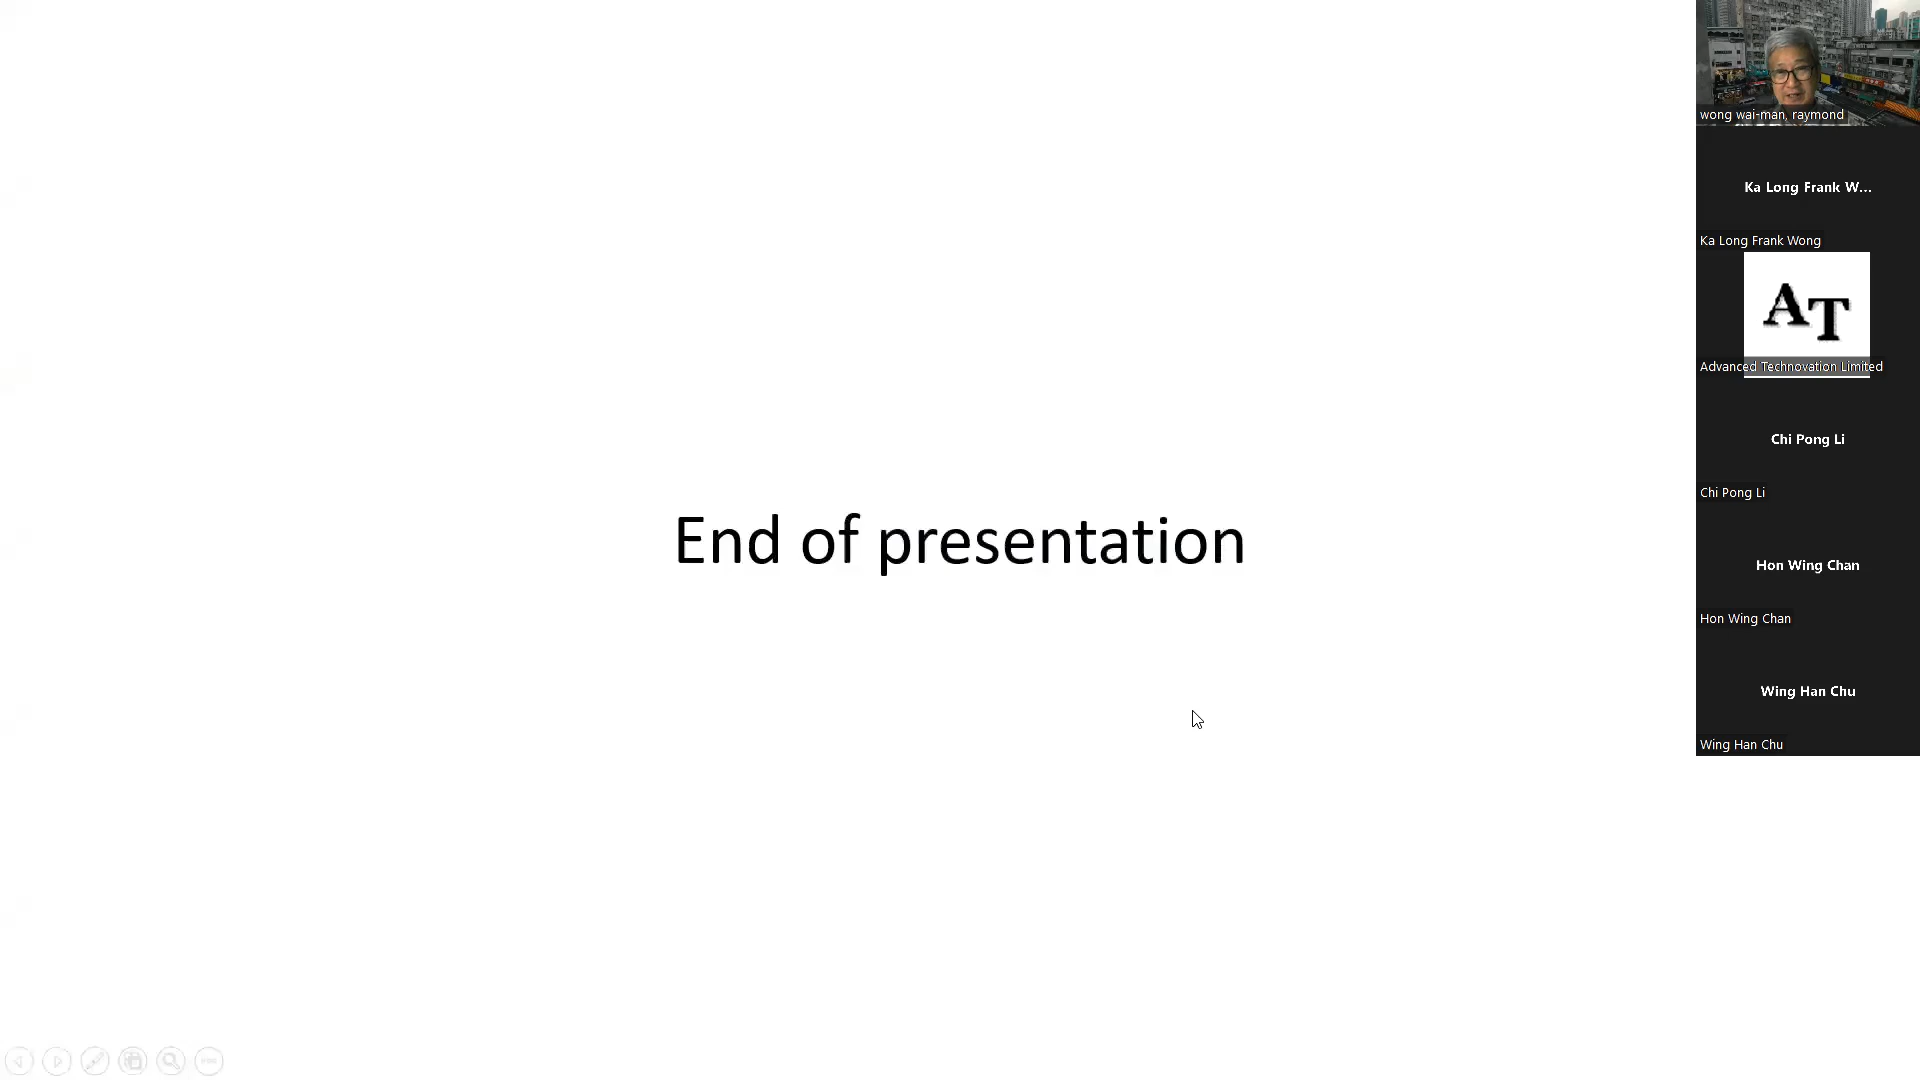 End of presentation
wong wai-man, raymond
Ka Long Frank W...
Ka Long Frank Wong
AT
Advanced Technovation Limited
Chi Pong Li
Chi Pong Li
Hon Wing Chan
Hon Wing Chan
Wing Han Chu
Wing Han Chu